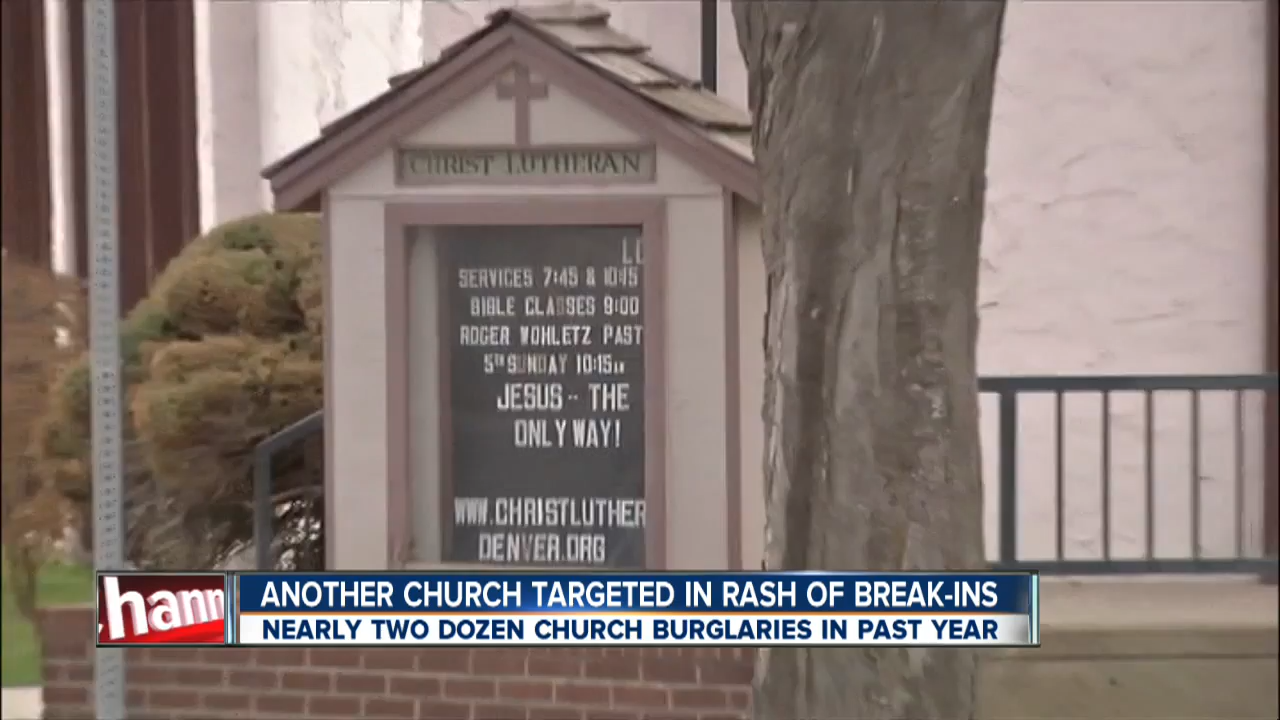 CHRIST LUTHERAN
SERVICES 7:45 & 10:15
BIBLE CLASSES 9:00
ROGER WOHLETZ PAST
5TH SUNDAY 10:15
JESUS -- THE
ONLY WAY!
WWW.CHRISTLUTHER
DENVER.ORG
hann
ANOTHER CHURCH TARGETED IN RASH OF BREAK-INS
NEARLY TWO DOZEN CHURCH BURGLARIES IN PAST YEAR